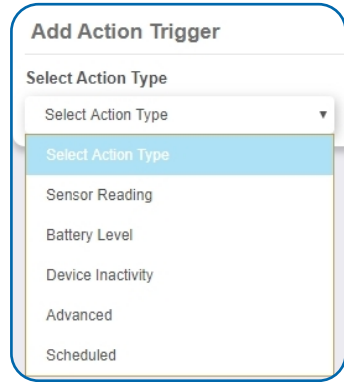 Add Action Trigger
Select Action Type
Select Action Type
Select Action Type
Sensor Reading
Battery Level
Device Inactivity
Advanced
Scheduled